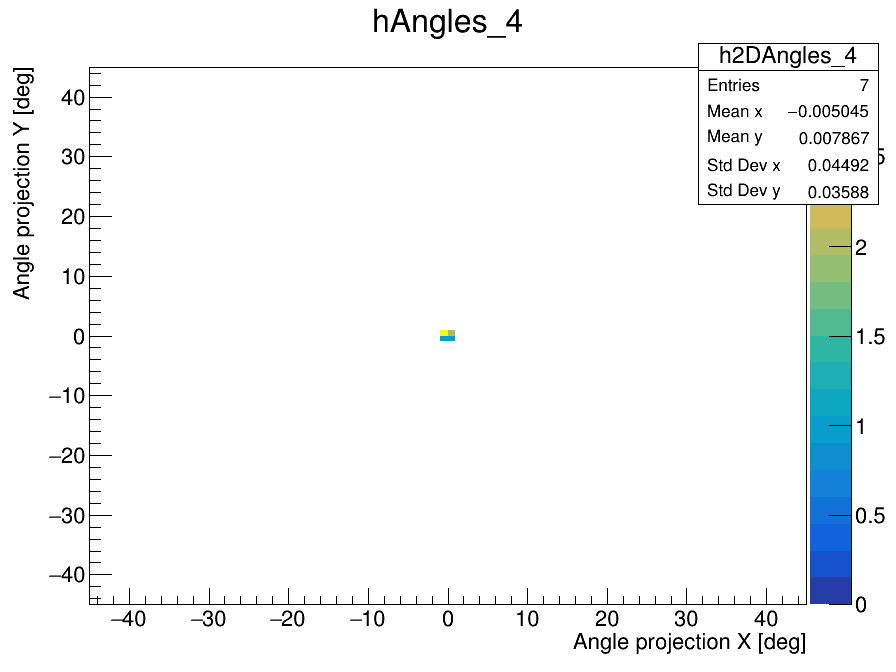 hAngles_4
h2DAngles_4
Entries 7
Mean x −0.005045
Mean y 0.007867
Std Dev x 0.04492
Std Dev y 0.03588
Angle projection Y [deg]
40
30
20
10
0
−10
−20
−30
−40
5
2
1.5
1
0.5
0
−40 −30 −20 −10 0 10 20 30 40
Angle projection X [deg]